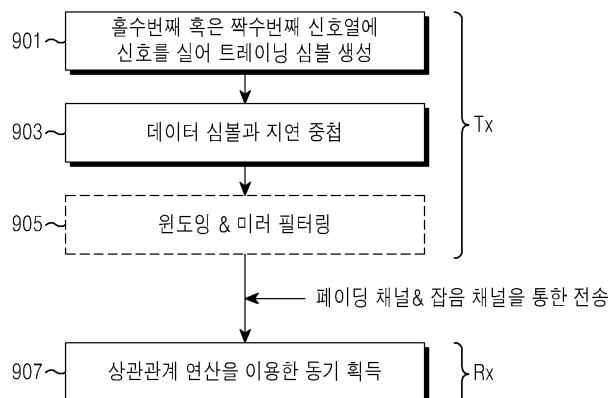 901
홀수번째 혹은 짝수번째 신호열에
신호를 실어 트레이닝 심볼 생성
903
데이터 심볼과 지연 중첩
Tx
905
윈도잉 & 미러 필터링
페이딩 채널& 잡음 채널을 통한 전송
907
상관관계 연산을 이용한 동기 획득
Rx